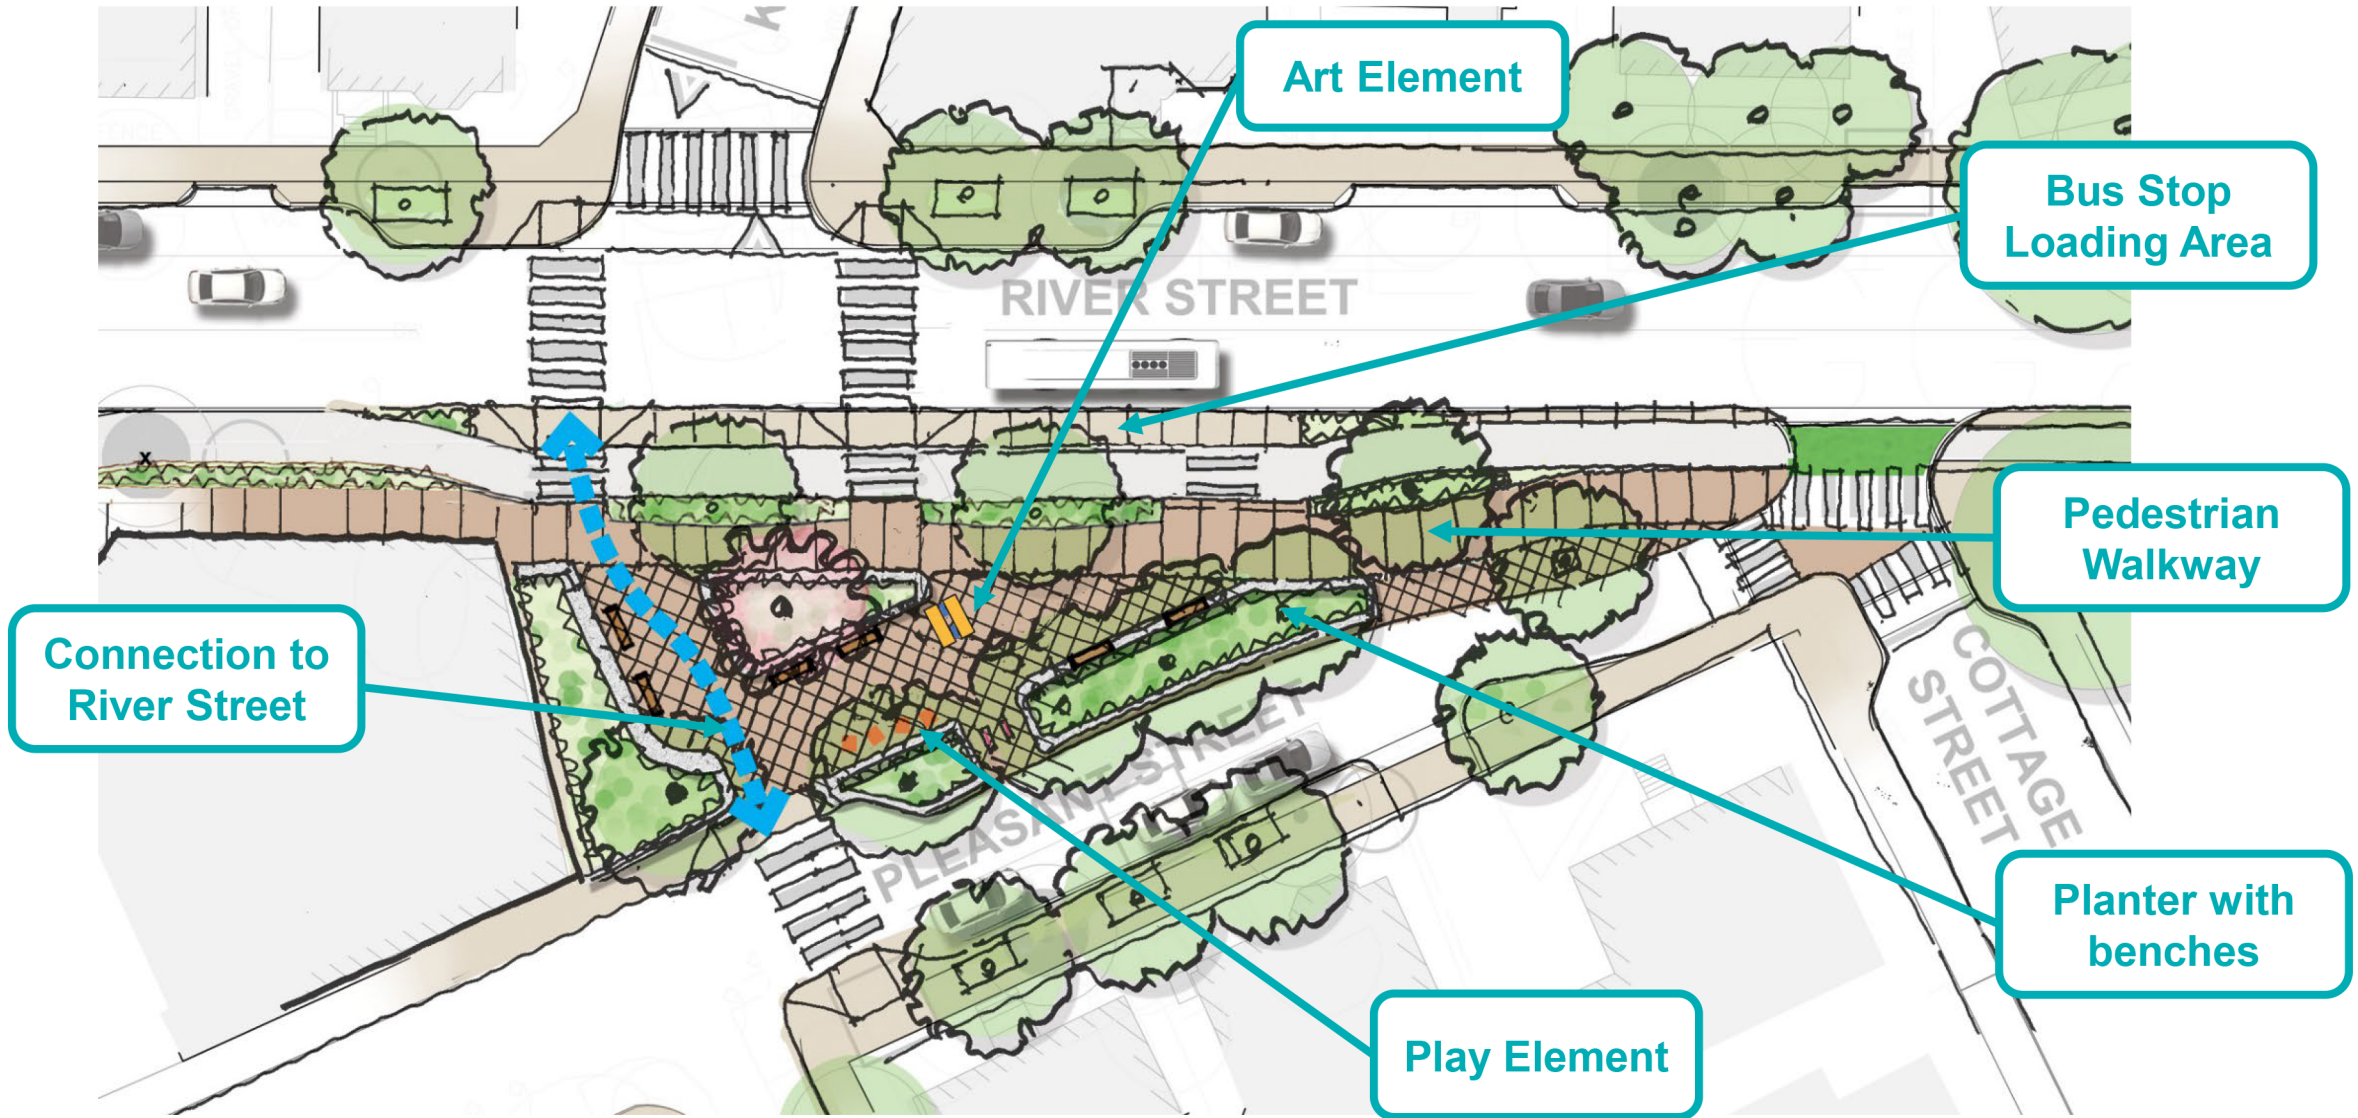 Art Element
Bus Stop
Loading Area
RIVER STREET
Pedestrian
Walkway
Connection to
River Street
COTTAGE
STREET
PLEASANT STREET
Planter with
benches
Play Element
FENCE
x